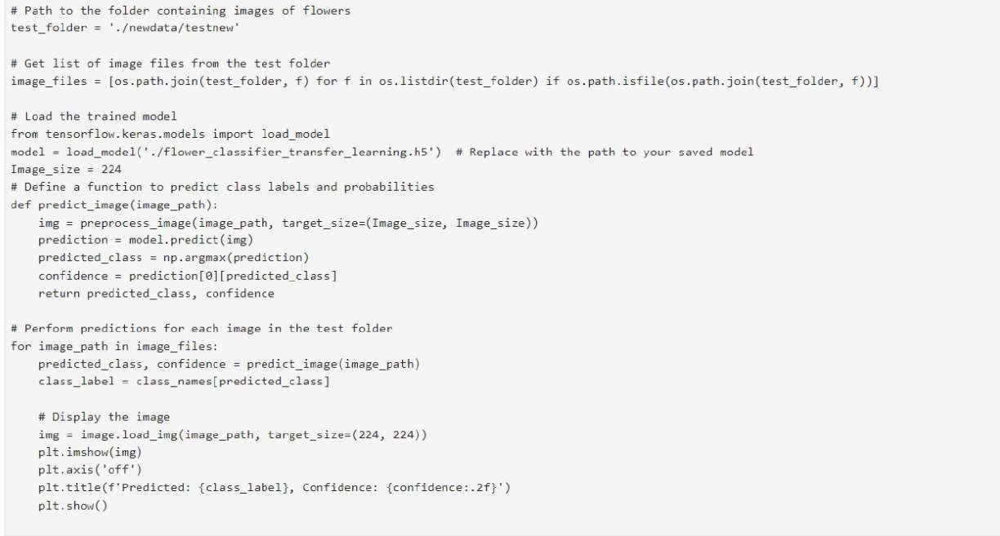 # Path to the folder containing images of flowers
test_folder = './newdata/testnew'

# Get list of image files from the test folder
image_files = [os.path.join(test_folder, f) for f in os.listdir(test_folder) if os.path.isfile(os.path.join(test_folder, f))]

# Load the trained model
from tensorflow.keras.models import load_model
model = load_model('./flower_classifier_transfer_learning.h5')  # Replace with the path to your saved model
Image_size = 224
# Define a function to predict class labels and probabilities
def predict_image(image_path):
    img = preprocess_image(image_path, target_size=(Image_size, Image_size))
    prediction = model.predict(img)
    predicted_class = np.argmax(prediction)
    confidence = prediction[0][predicted_class]
    return predicted_class, confidence

# Perform predictions for each image in the test folder
for image_path in image_files:
    predicted_class, confidence = predict_image(image_path)
    class_label = class_names[predicted_class]

    # Display the image
    img = image.load_img(image_path, target_size=(224, 224))
    plt.imshow(img)
    plt.axis('off')
    plt.title(f'Predicted: {class_label}, Confidence: {confidence:.2f}')
    plt.show()